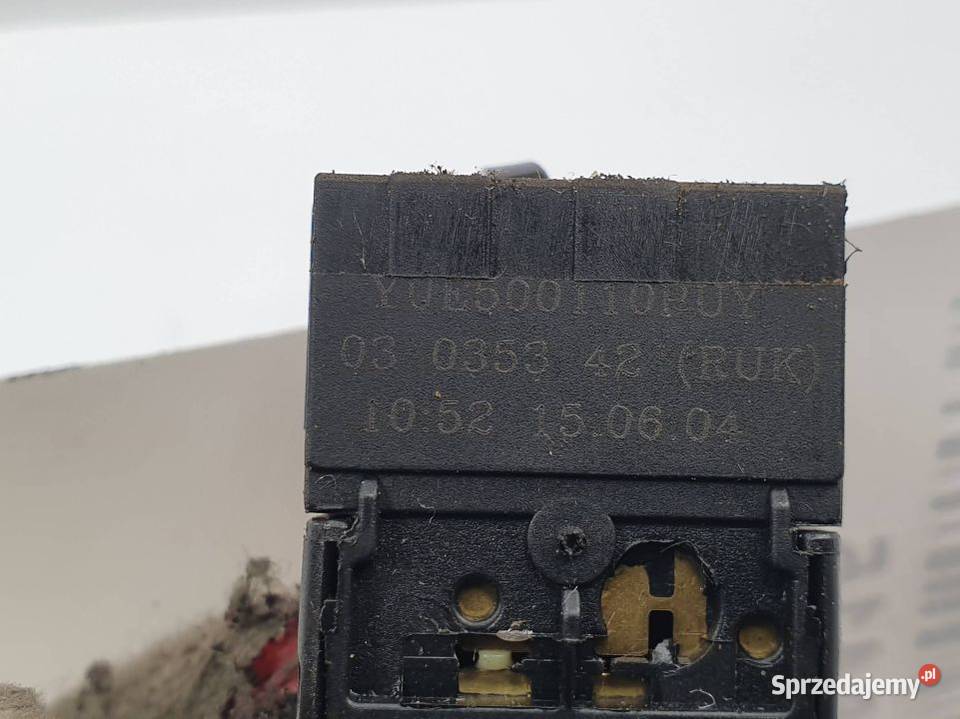 YUE500110PUY
03 0353 42 (RUK)
10:52 15.06.04
Sprzedajemy.pl